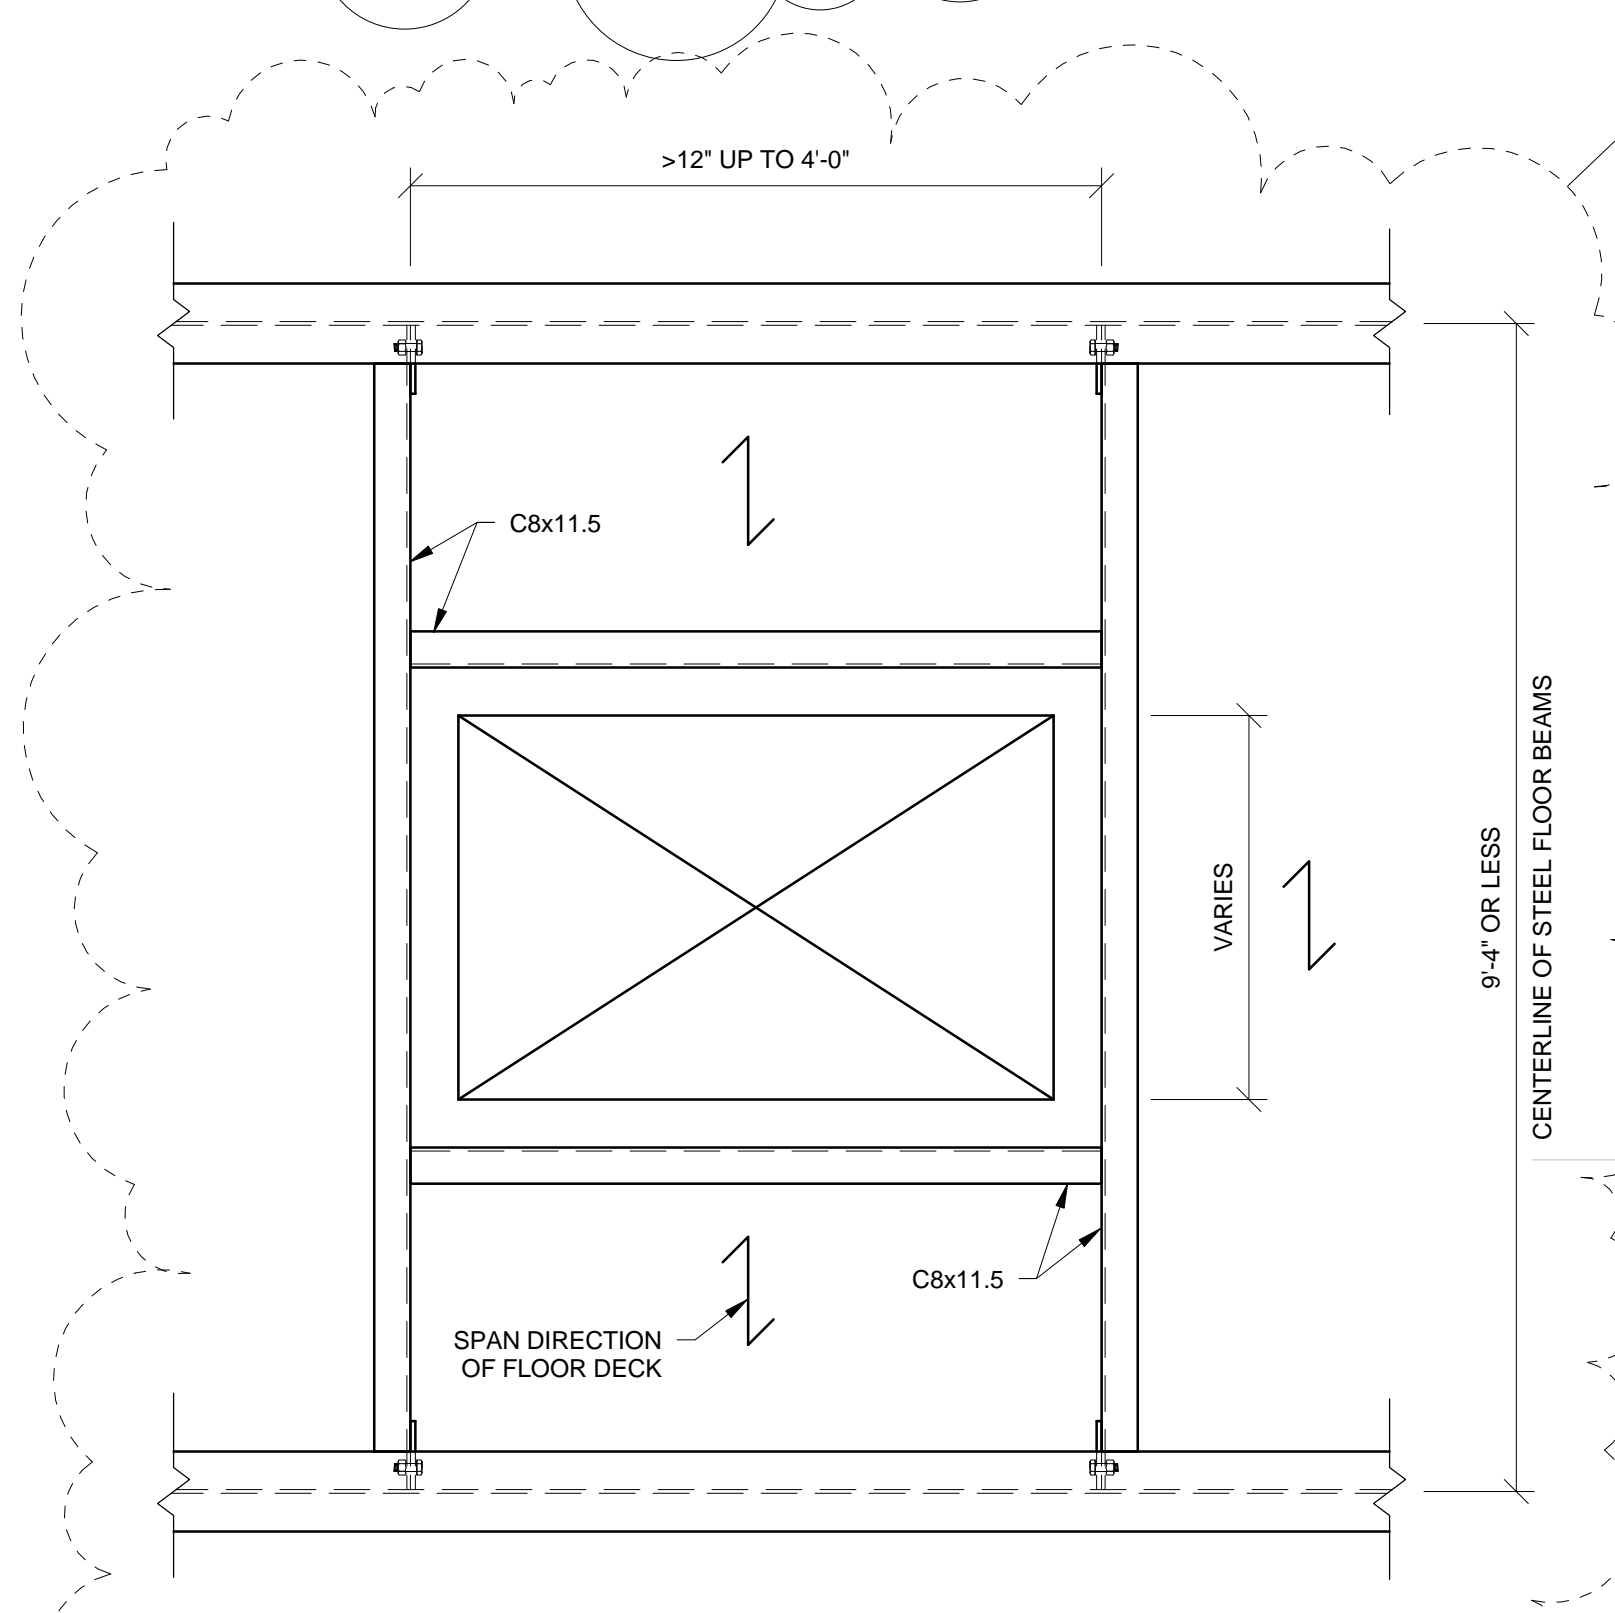 >12" UP TO 4'-0"
C8x11.5
VARIES
9'-4" OR LESS
CENTERLINE OF STEEL FLOOR BEAMS
C8x11.5
SPAN DIRECTION
OF FLOOR DECK